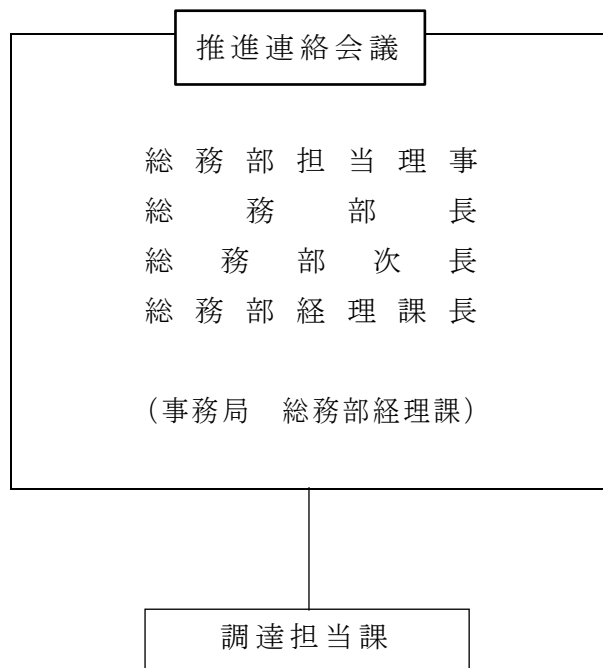 推進連絡会議
総務部担当理事
総務部長
総務部次長
総務部経理課長
（事務局　総務部経理課）
調達担当課